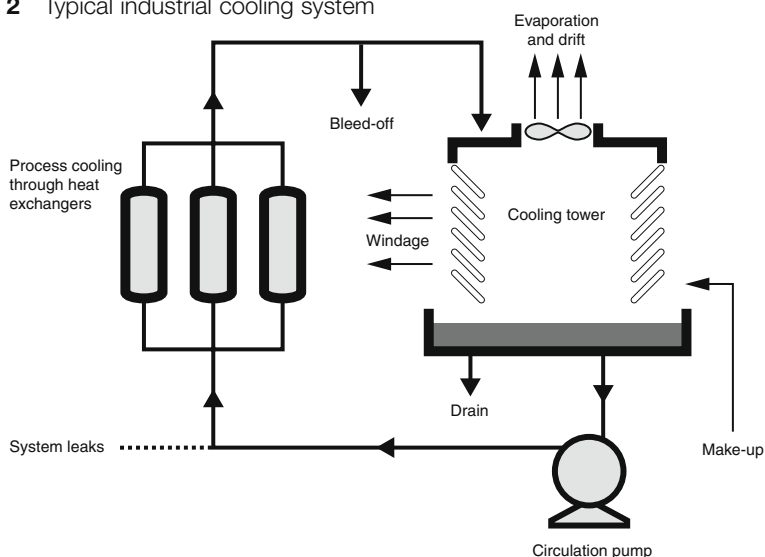 2 Typical industrial cooling system
Evaporation
and drift
Bleed-off
Process cooling
through heat
exchangers
Cooling tower
Windage
Drain
System leaks
Make-up
Circulation pump